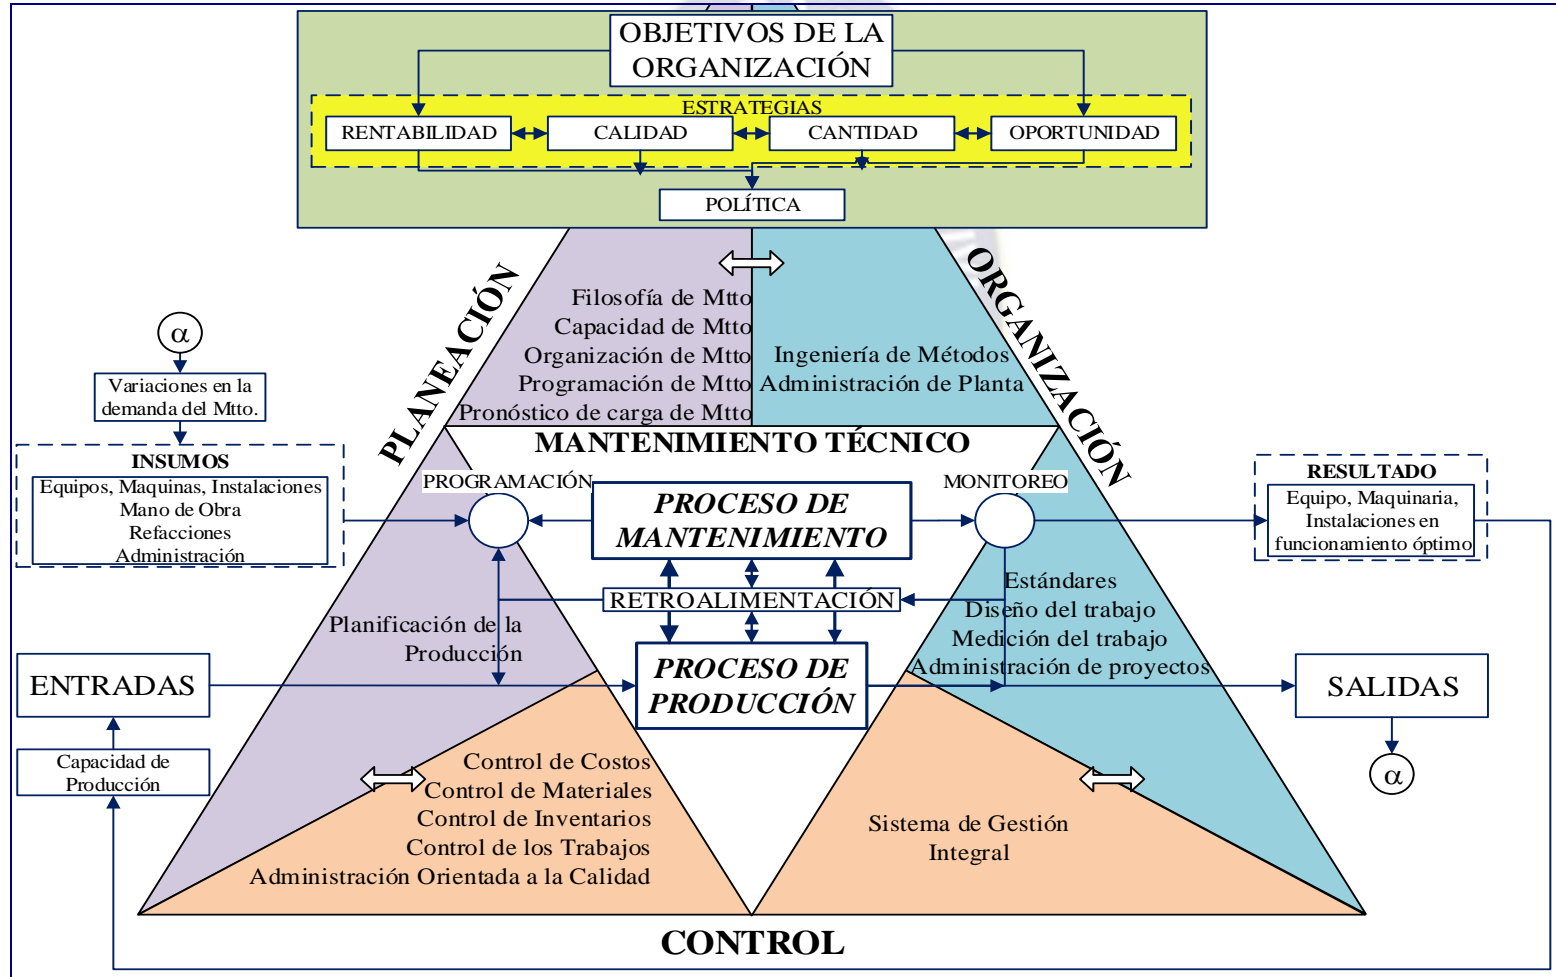 OBJETIVOS DE LA
ORGANIZACIÓN
ESTRATEGIAS
RENTABILIDAD
CALIDAD
CANTIDAD
OPORTUNIDAD
POLÍTICA
PLANEACIÓN
ORGANIZACIÓN
Filosofía de Mtto
Capacidad de Mtto
Organización de Mtto
Programación de Mtto
Pronóstico de carga de Mtto
Ingeniería de Métodos
Administración de Planta
α
Variaciones en la
demanda del Mtto.
INSUMOS
Equipos, Maquinas, Instalaciones
Mano de Obra
Refacciones
Administración
MANTENIMIENTO TÉCNICO
PROGRAMACIÓN
MONITOREO
PROCESO DE
MANTENIMIENTO
RESULTADO
Equipo, Maquinaria,
Instalaciones en
funcionamiento óptimo
RETROALIMENTACIÓN
Planificación de la
Producción
Estándares
Diseño del trabajo
Medición del trabajo
Administración de proyectos
ENTRADAS
PROCESO DE
PRODUCCIÓN
SALIDAS
Capacidad de
Producción
α
Control de Costos
Control de Materiales
Control de Inventarios
Control de los Trabajos
Administración Orientada a la Calidad
Sistema de Gestión
Integral
CONTROL